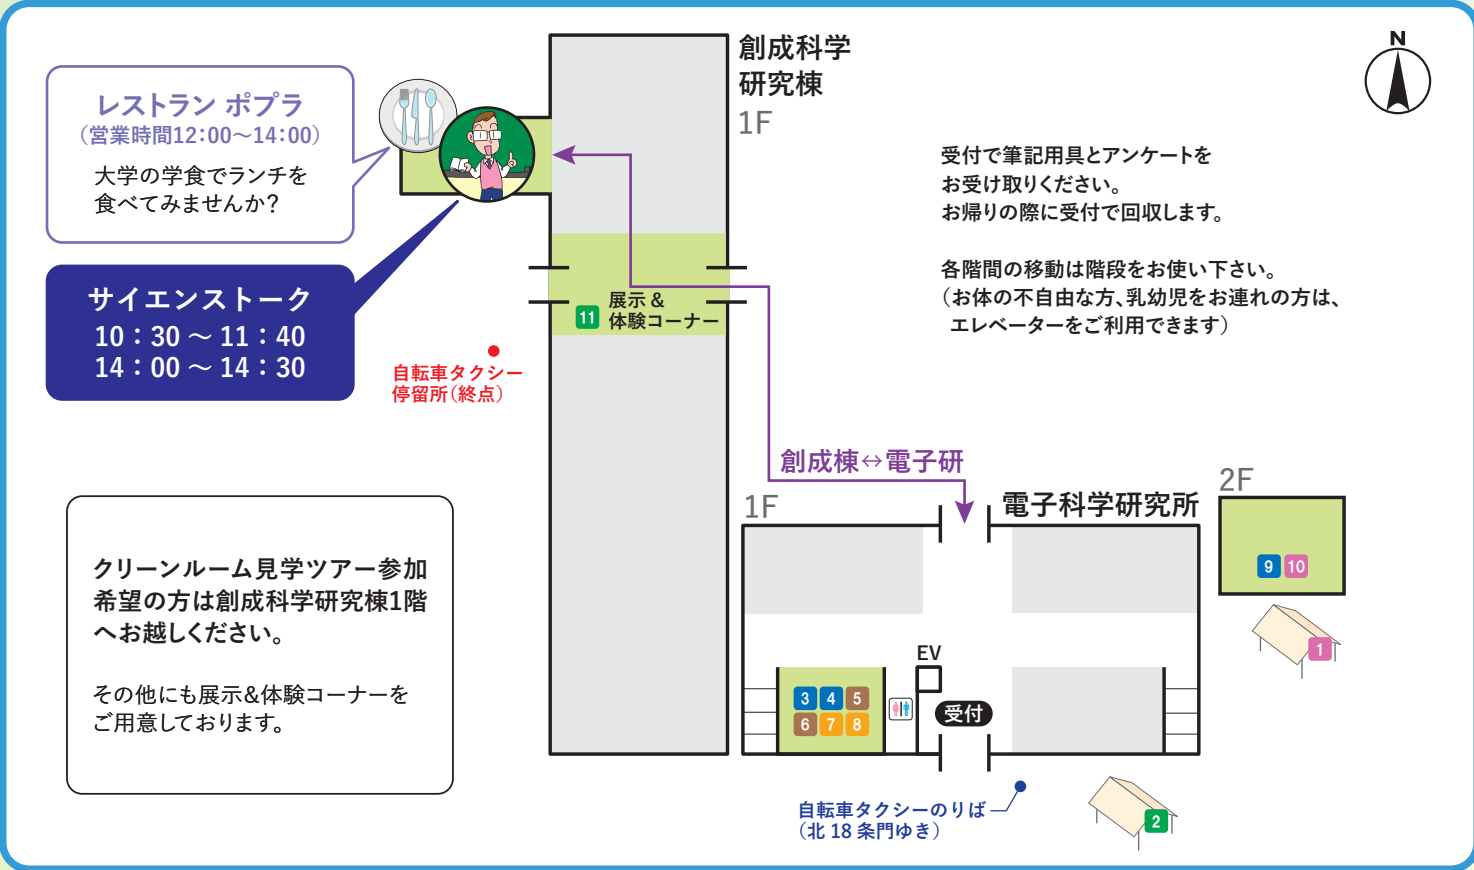 レストラン ポプラ
（営業時間12：00～14：00）
大学の学食でランチを
食べてみませんか？
サイエンストーク
10：30 ～ 11：40
14：00 ～ 14：30
自転車タクシー
停留所（終点）
クリーンルーム見学ツアー参加
希望の方は創成科学研究棟1階
へお越しください。
その他にも展示&体験コーナーを
ご用意しております。
創成科学
研究棟
1F
11
展示 &
体験コーナー
N
受付で筆記用具とアンケートを
お受け取りください。
お帰りの際に受付で回収します。
各階間の移動は階段をお使い下さい。
（お体の不自由な方、乳幼児をお連れの方は、
エレベーターをご利用できます）
創成棟↔電子研
1F
電子科学研究所
2F
9 10
1
EV
3 4 5
6 7 8
受付
自転車タクシーのりば
（北 18 条門ゆき）
2